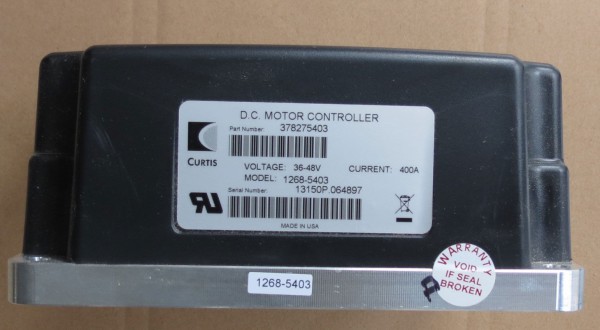 D.C. MOTOR CONTROLLER
Part Number: 378275403
CURTIS
VOLTAGE: 36-48V CURRENT: 400A
MODEL: 1268-5403
Serial Number: 13150P.064897
MADE IN USA
1268-5403
WARRANTY
VOID
IF SEAL
BROKEN